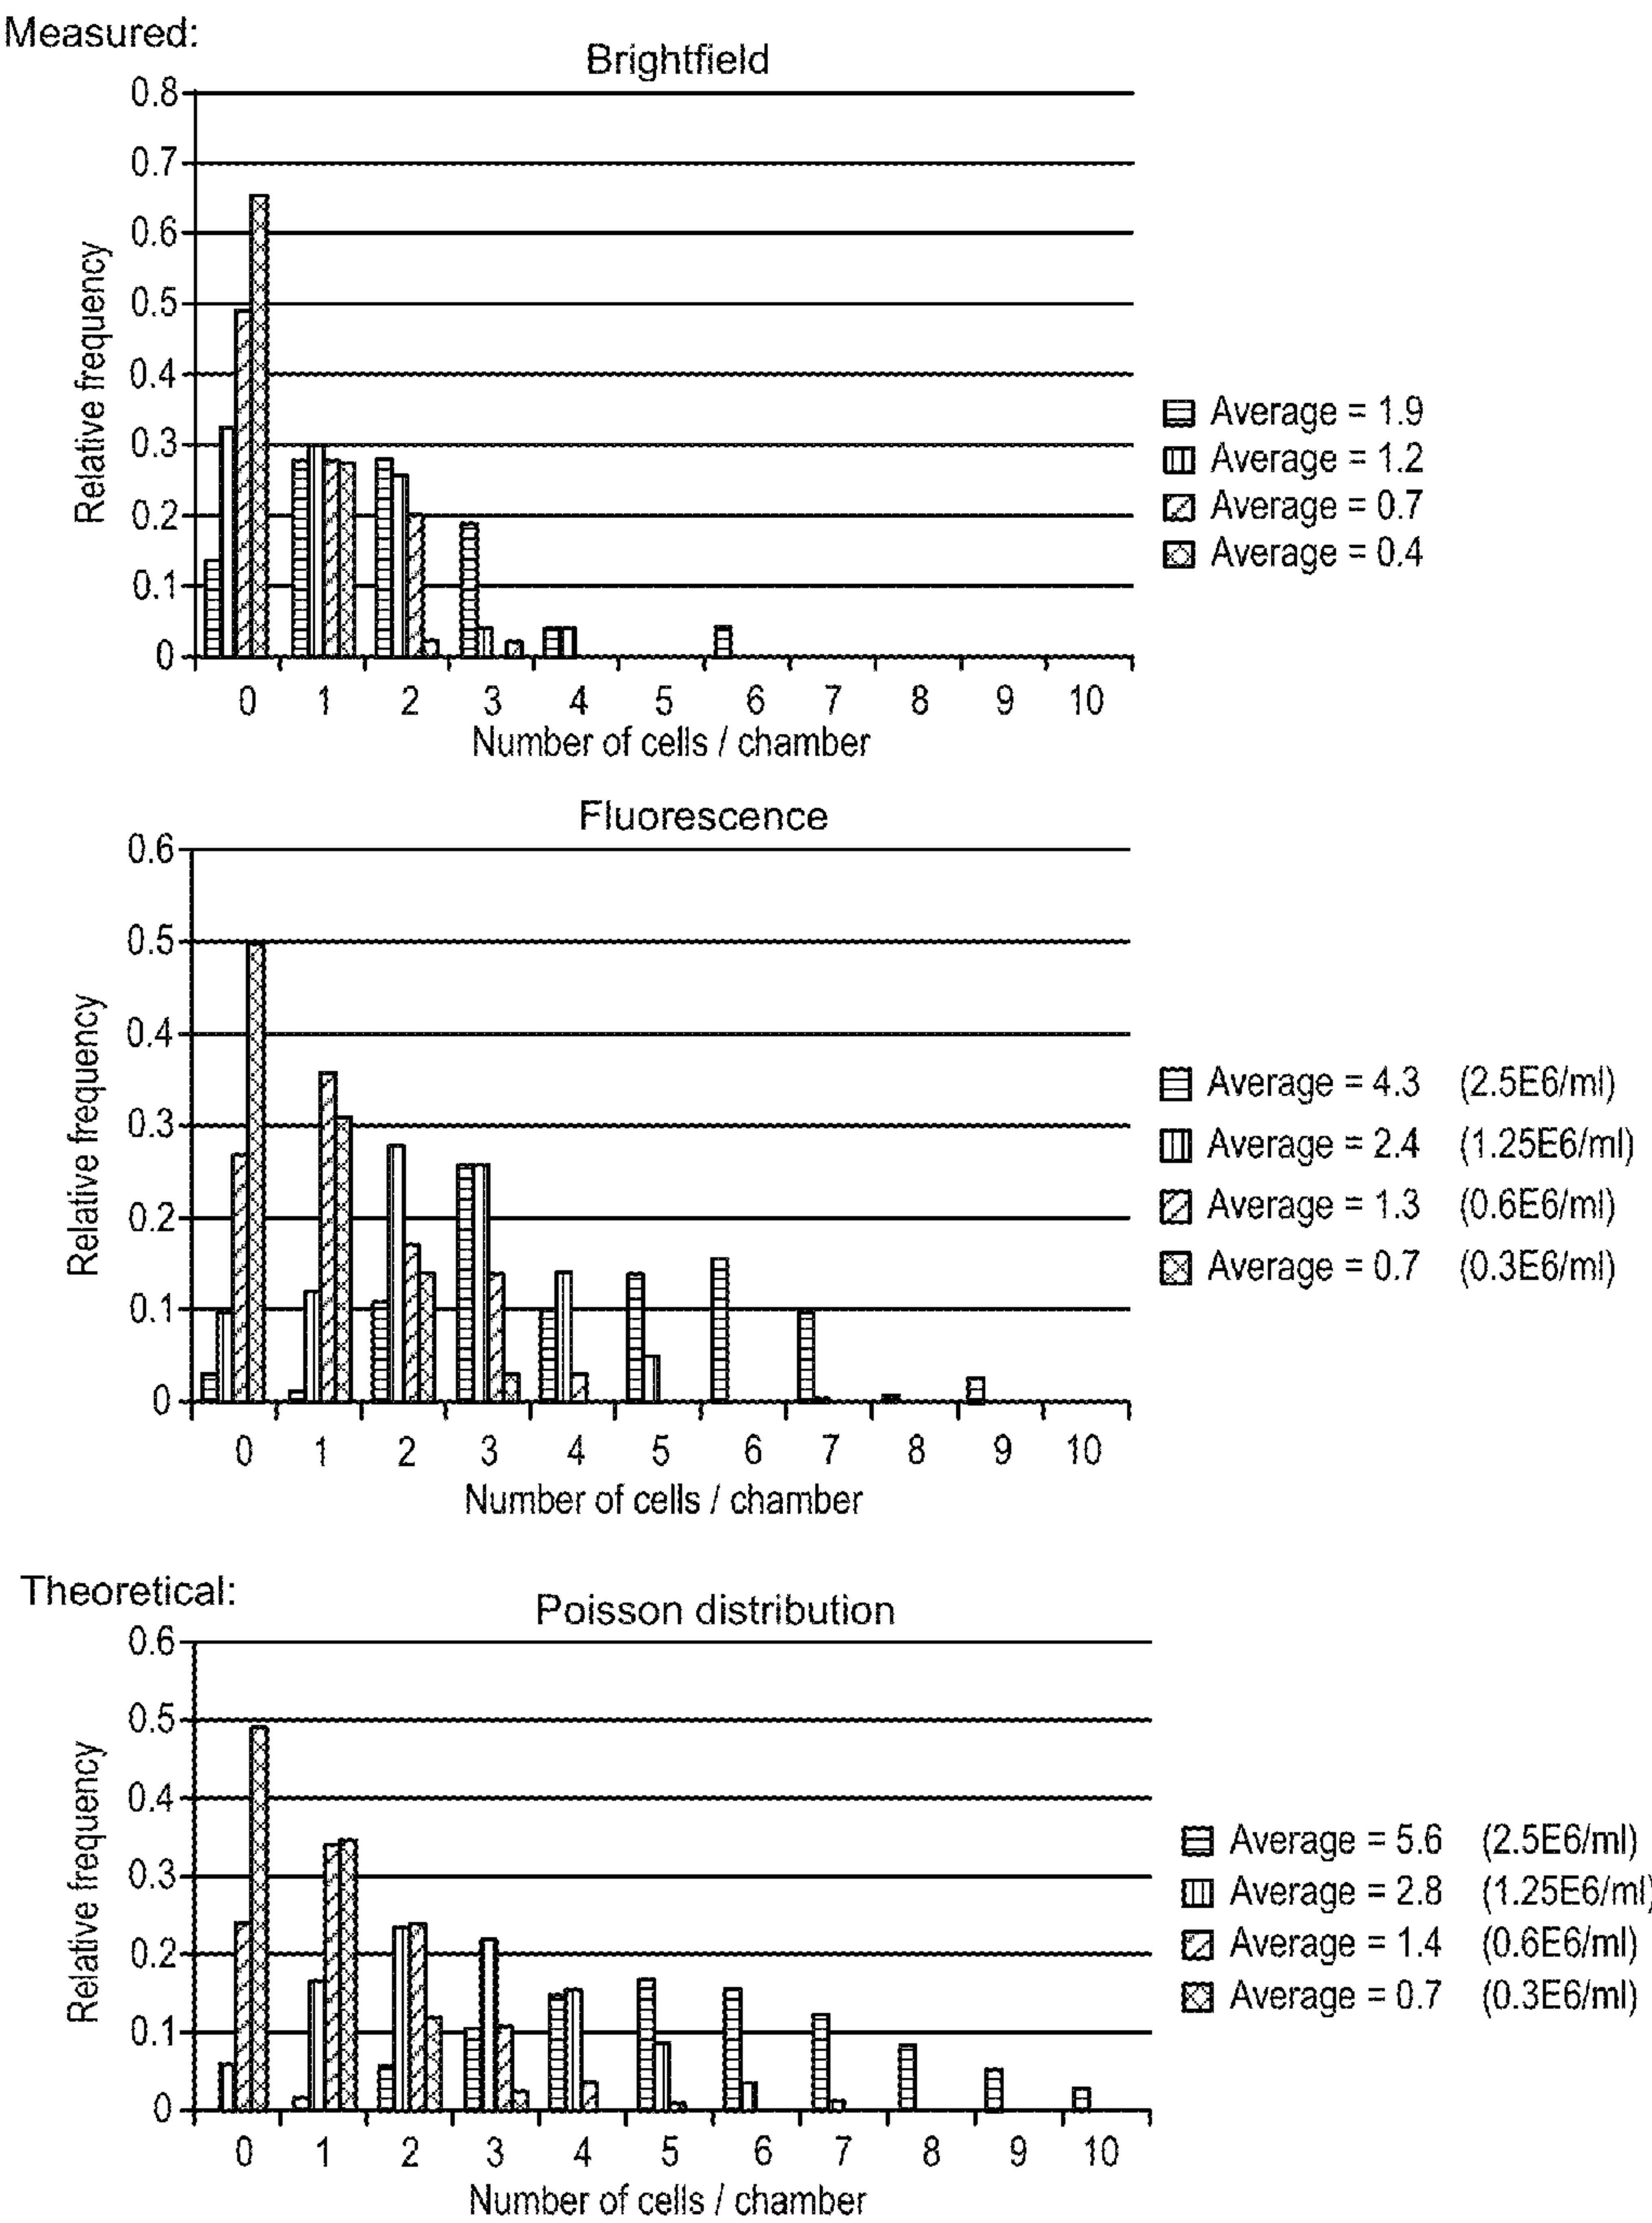 Measured:
Brightfield
0.8
0.7
0.6
0.5
0.4
0.3
0.2
0.1
0
Relative frequency
0 1 2 3 4 5 6 7 8 9 10
Number of cells / chamber
Average = 1.9
Average = 1.2
Average = 0.7
Average = 0.4
Fluorescence
0.6
0.5
0.4
0.3
0.2
0.1
0
Relative frequency
0 1 2 3 4 5 6 7 8 9 10
Number of cells / chamber
Average = 4.3 (2.5E6/ml)
Average = 2.4 (1.25E6/ml)
Average = 1.3 (0.6E6/ml)
Average = 0.7 (0.3E6/ml)
Theoretical:
Poisson distribution
0.6
0.5
0.4
0.3
0.2
0.1
0
Relative frequency
0 1 2 3 4 5 6 7 8 9 10
Number of cells / chamber
Average = 5.6 (2.5E6/ml)
Average = 2.8 (1.25E6/ml)
Average = 1.4 (0.6E6/ml)
Average = 0.7 (0.3E6/ml)